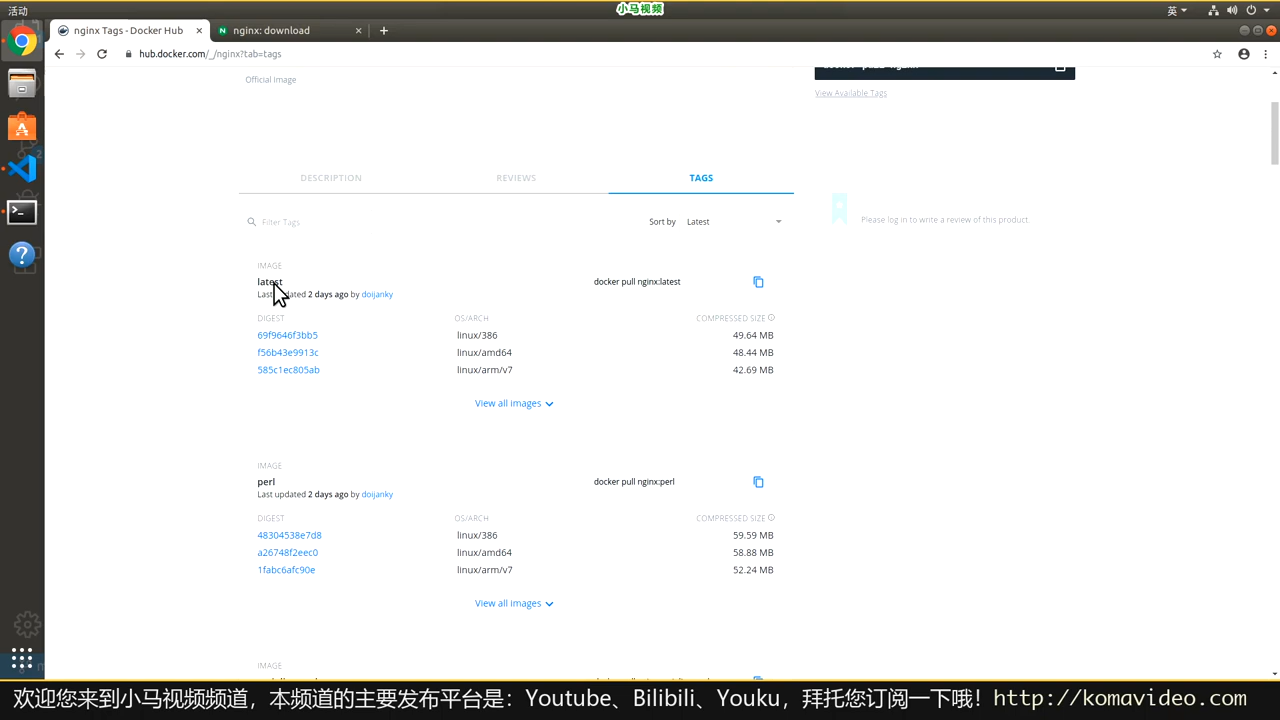 活动
小马视频
英
nginx Tags - Docker Hub
nginx: download
hub.docker.com/_/nginx?tab=tags
Official Image
View Available Tags
DESCRIPTION
REVIEWS
TAGS
Filter Tags
Sort by
Latest
Please log in to write a review of this product
IMAGE
latest
docker pull nginx:latest
2 days ago by doijanky
DIGEST
OS/ARCH
COMPRESSED SIZE
69f9646f3bb5
linux/386
49.64 MB
f56b43e9913c
linux/amd64
48.44 MB
585c1ec805ab
linux/arm/v7
42.69 MB
View all images
IMAGE
perl
docker pull nginx:perl
Last updated 2 days ago by doijanky
DIGEST
OS/ARCH
COMPRESSED SIZE
48304538e7d8
linux/386
59.59 MB
a26748f2eec0
linux/amd64
58.88 MB
1fabc6afc90e
linux/arm/v7
52.24 MB
View all images
IMAGE
欢迎您来到小马视频频道，本频道的主要发布平台是：Youtube、Bilibili、Youku，拜托您订阅一下哦！http://komavideo.com